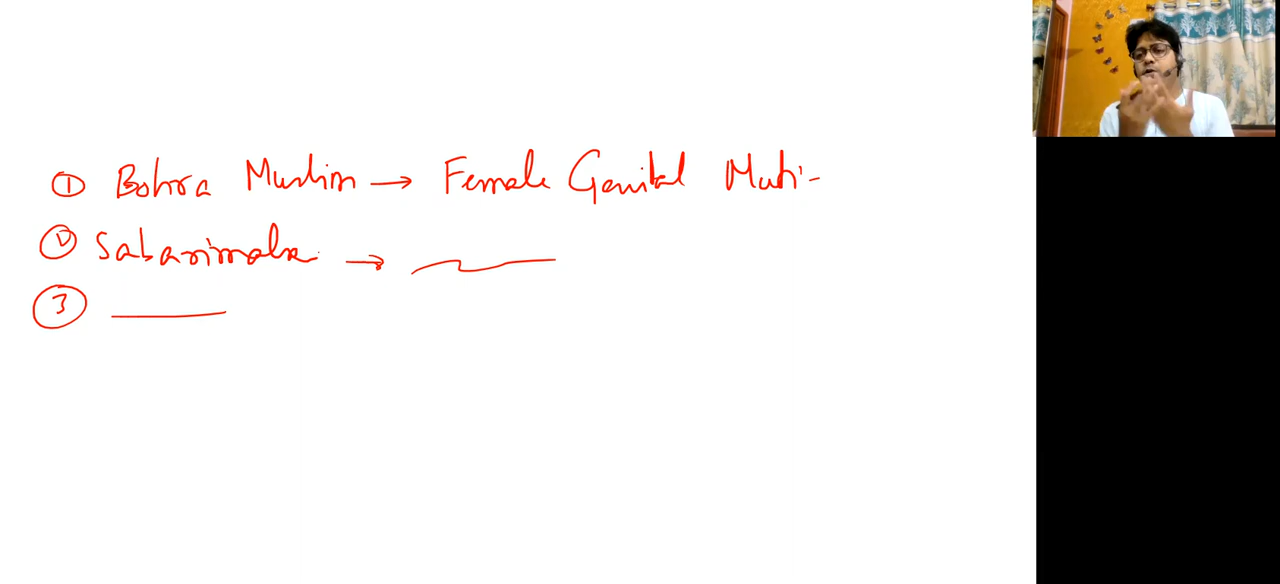 ① Bohra Muslim → Female Genital Muti-
② Sabarimala →
③